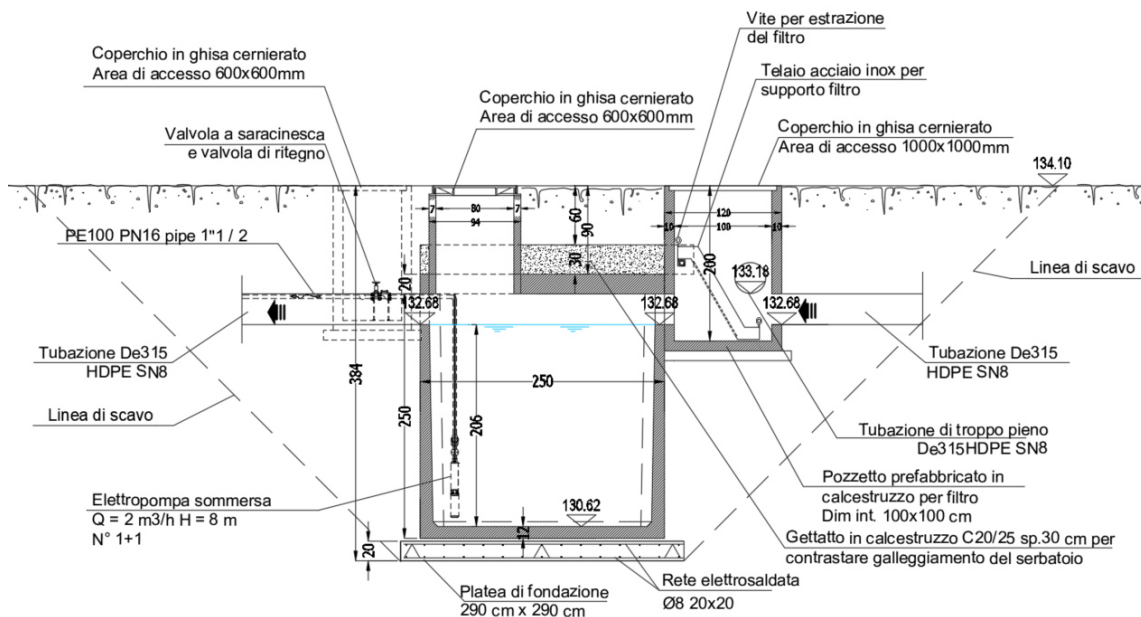 Vite per estrazione
del filtro
Coperchio in ghisa cernierato
Area di accesso 600x600mm
Telaio acciaio inox per
supporto filtro
Coperchio in ghisa cernierato
Area di accesso 600x600mm
Valvola a saracinesca
e valvola di ritegno
Coperchio in ghisa cernierato
Area di accesso 1000x1000mm
134.10
7
80
7
94
60
90
30
120
10
100
10
200
PE100 PN16 pipe 1"1 / 2
20
133.18
Linea di scavo
132.68
132.68
132.68
Tubazione De315
HDPE SN8
Tubazione De315
HDPE SN8
384
250
250
206
Linea di scavo
Tubazione di troppo pieno
De315HDPE SN8
Pozzetto prefabbricato in
calcestruzzo per filtro
Dim int. 100x100 cm
Elettropompa sommersa
Q = 2 m3/h H = 8 m
N° 1+1
130.62
12
Gettatto in calcestruzzo C20/25 sp.30 cm per
contrastare galleggiamento del serbatoio
20
Platea di fondazione
290 cm x 290 cm
Rete elettrosaldata
Ø8 20x20